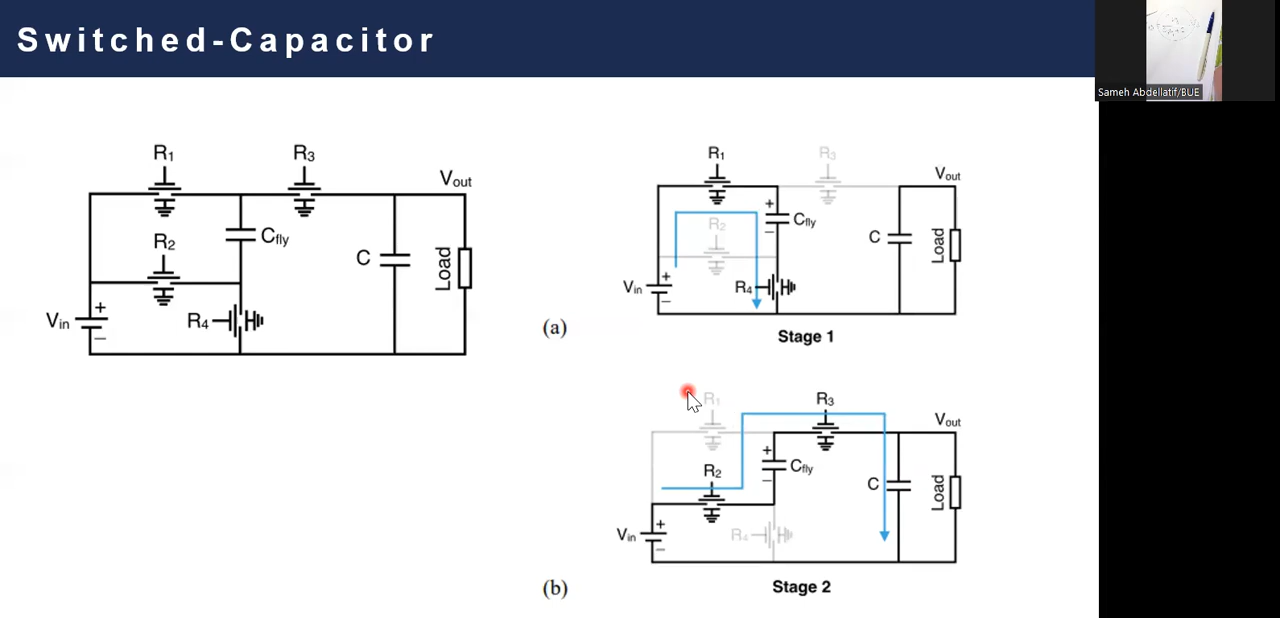 Switched-Capacitor
Sameh Abdellatif/BUE
R1
R3
Vout
R2
Cfly
C
Load
Vin
+
−
R4
(a)
R1
R3
Vout
+
Cfly
−
R2
C
Load
+
Vin
−
R4
Stage 1
R1
R3
Vout
+
Cfly
−
R2
C
Load
+
Vin
−
R4
(b)
Stage 2